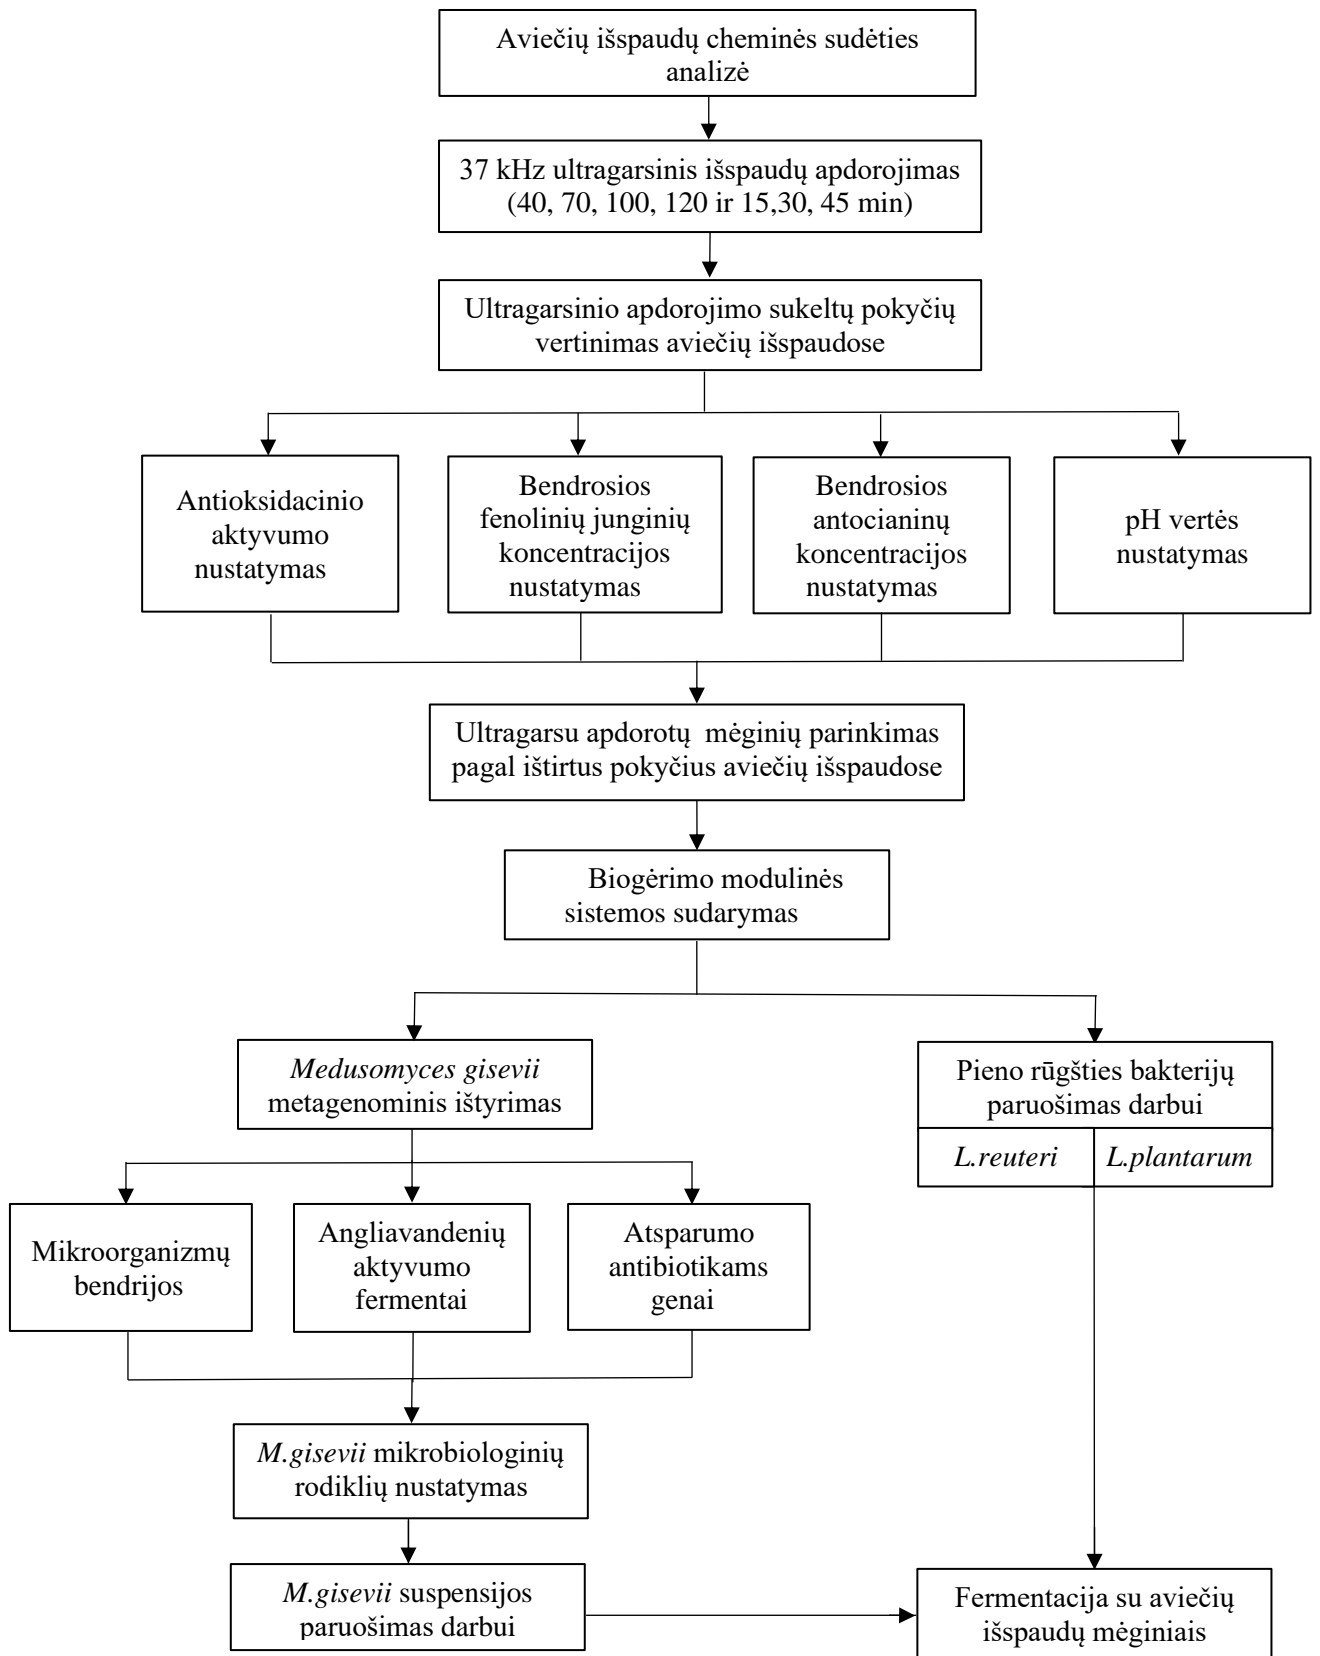 Aviečių išspaudų cheminės sudėties
analizė
37 kHz ultragarsinis išspaudų apdorojimas
(40, 70, 100, 120 ir 15,30, 45 min)
Ultragarsinio apdorojimo sukeltų pokyčių
vertinimas aviečių išspaudose
Antioksidacinio
aktyvumo
nustatymas
Bendrosios
fenolinių junginių
koncentracijos
nustatymas
Bendrosios
antocianinų
koncentracijos
nustatymas
pH vertės
nustatymas
Ultragarsu apdorotų mėginių parinkimas
pagal ištirtus pokyčius aviečių išspaudose
Biogėrimo modulinės
sistemos sudarymas
Medusomyces gisevii
metagenominis ištyrimas
Pieno rūgšties bakterijų
paruošimas darbui
L.reuteri
L.plantarum
Mikroorganizmų
bendrijos
Angliavandenių
aktyvumo
fermentai
Atsparumo
antibiotikams
genai
M.gisevii mikrobiologinių
rodiklių nustatymas
M.gisevii suspensijos
paruošimas darbui
Fermentacija su aviečių
išspaudų mėginiais